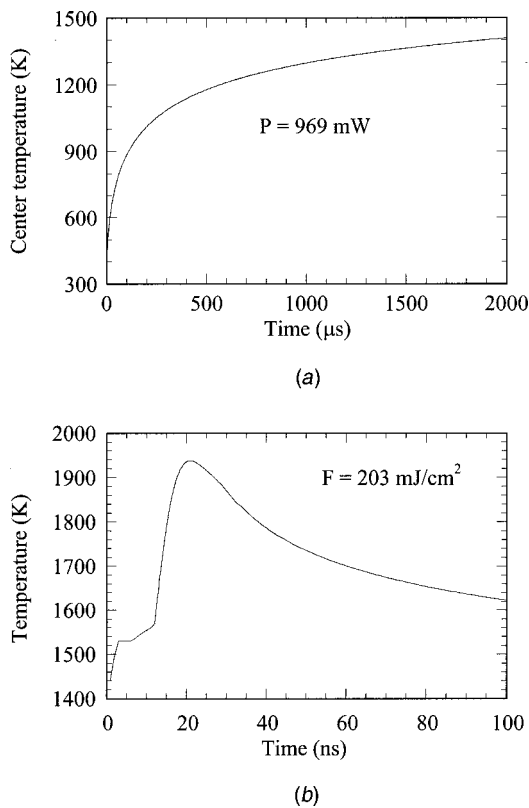 1500
1200
Center temperature (K)
P = 969 mW
900
600
300
0
500
1000
1500
2000
Time (μs)
(a)
2000
1900
F = 203 mJ/cm²
1800
Temperature (K)
1700
1600
1500
1400
0
20
40
60
80
100
Time (ns)
(b)